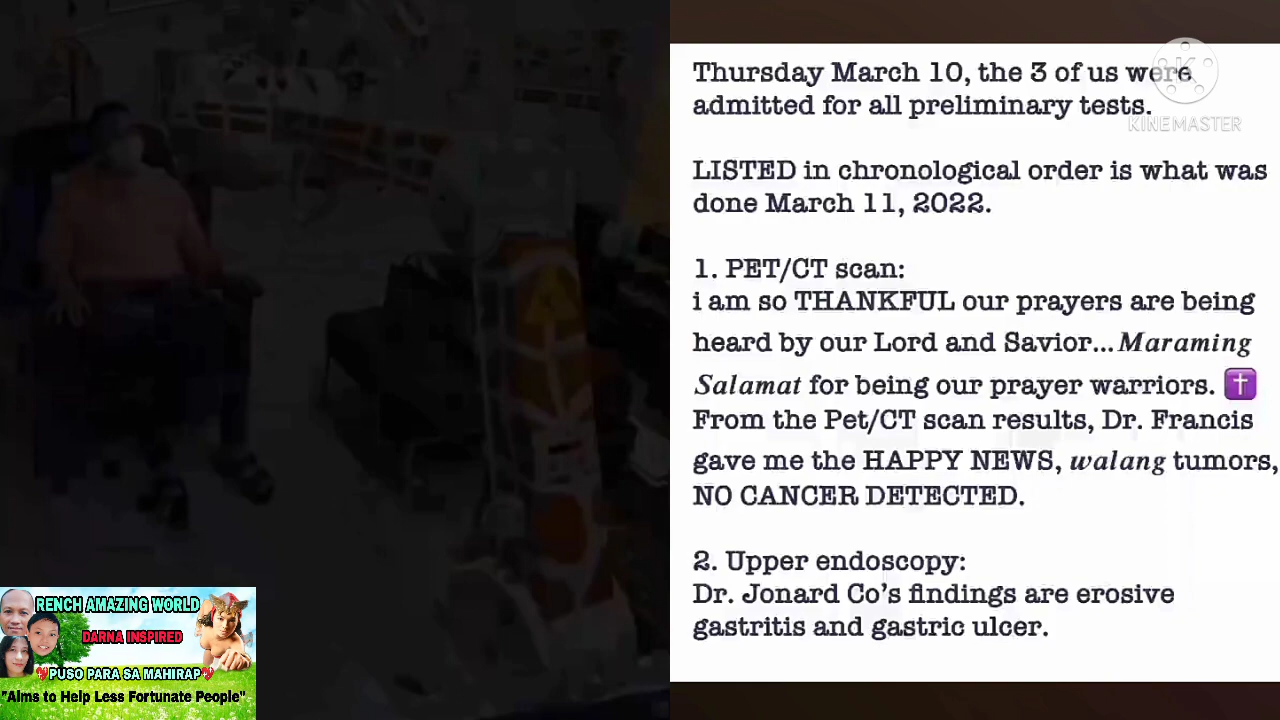 Thursday March 10, the 3 of us were
admitted for all preliminary tests.
KINEMASTER
LISTED in chronological order is what was
done March 11, 2022.
1. PET/CT scan:
i am so THANKFUL our prayers are being
heard by our Lord and Savior...Maraming
Salamat for being our prayer warriors. ✝️
From the Pet/CT scan results, Dr. Francis
gave me the HAPPY NEWS, walang tumors,
NO CANCER DETECTED.
2. Upper endoscopy:
Dr. Jonard Co's findings are erosive
gastritis and gastric ulcer.
RENCH AMAZING WORLD
DARNA INSPIRED
💖PUSO PARA SA MAHIRAP💖
"Aims to Help Less Fortunate People"